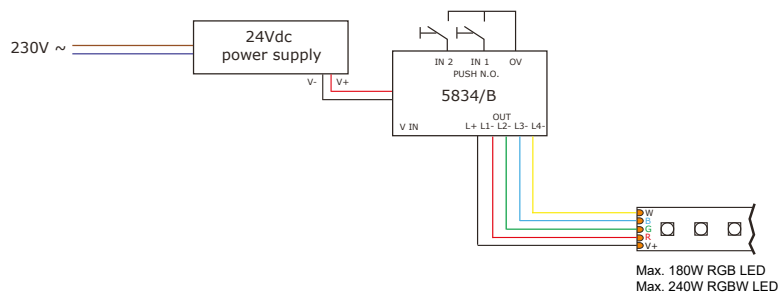 230V ~
24Vdc
power supply
V- V+
IN 2 IN 1 0V
PUSH N.O.
5834/B
OUT
V IN L+ L1- L2- L3- L4-
W
B
G
R
V+
Max. 180W RGB LED
Max. 240W RGBW LED